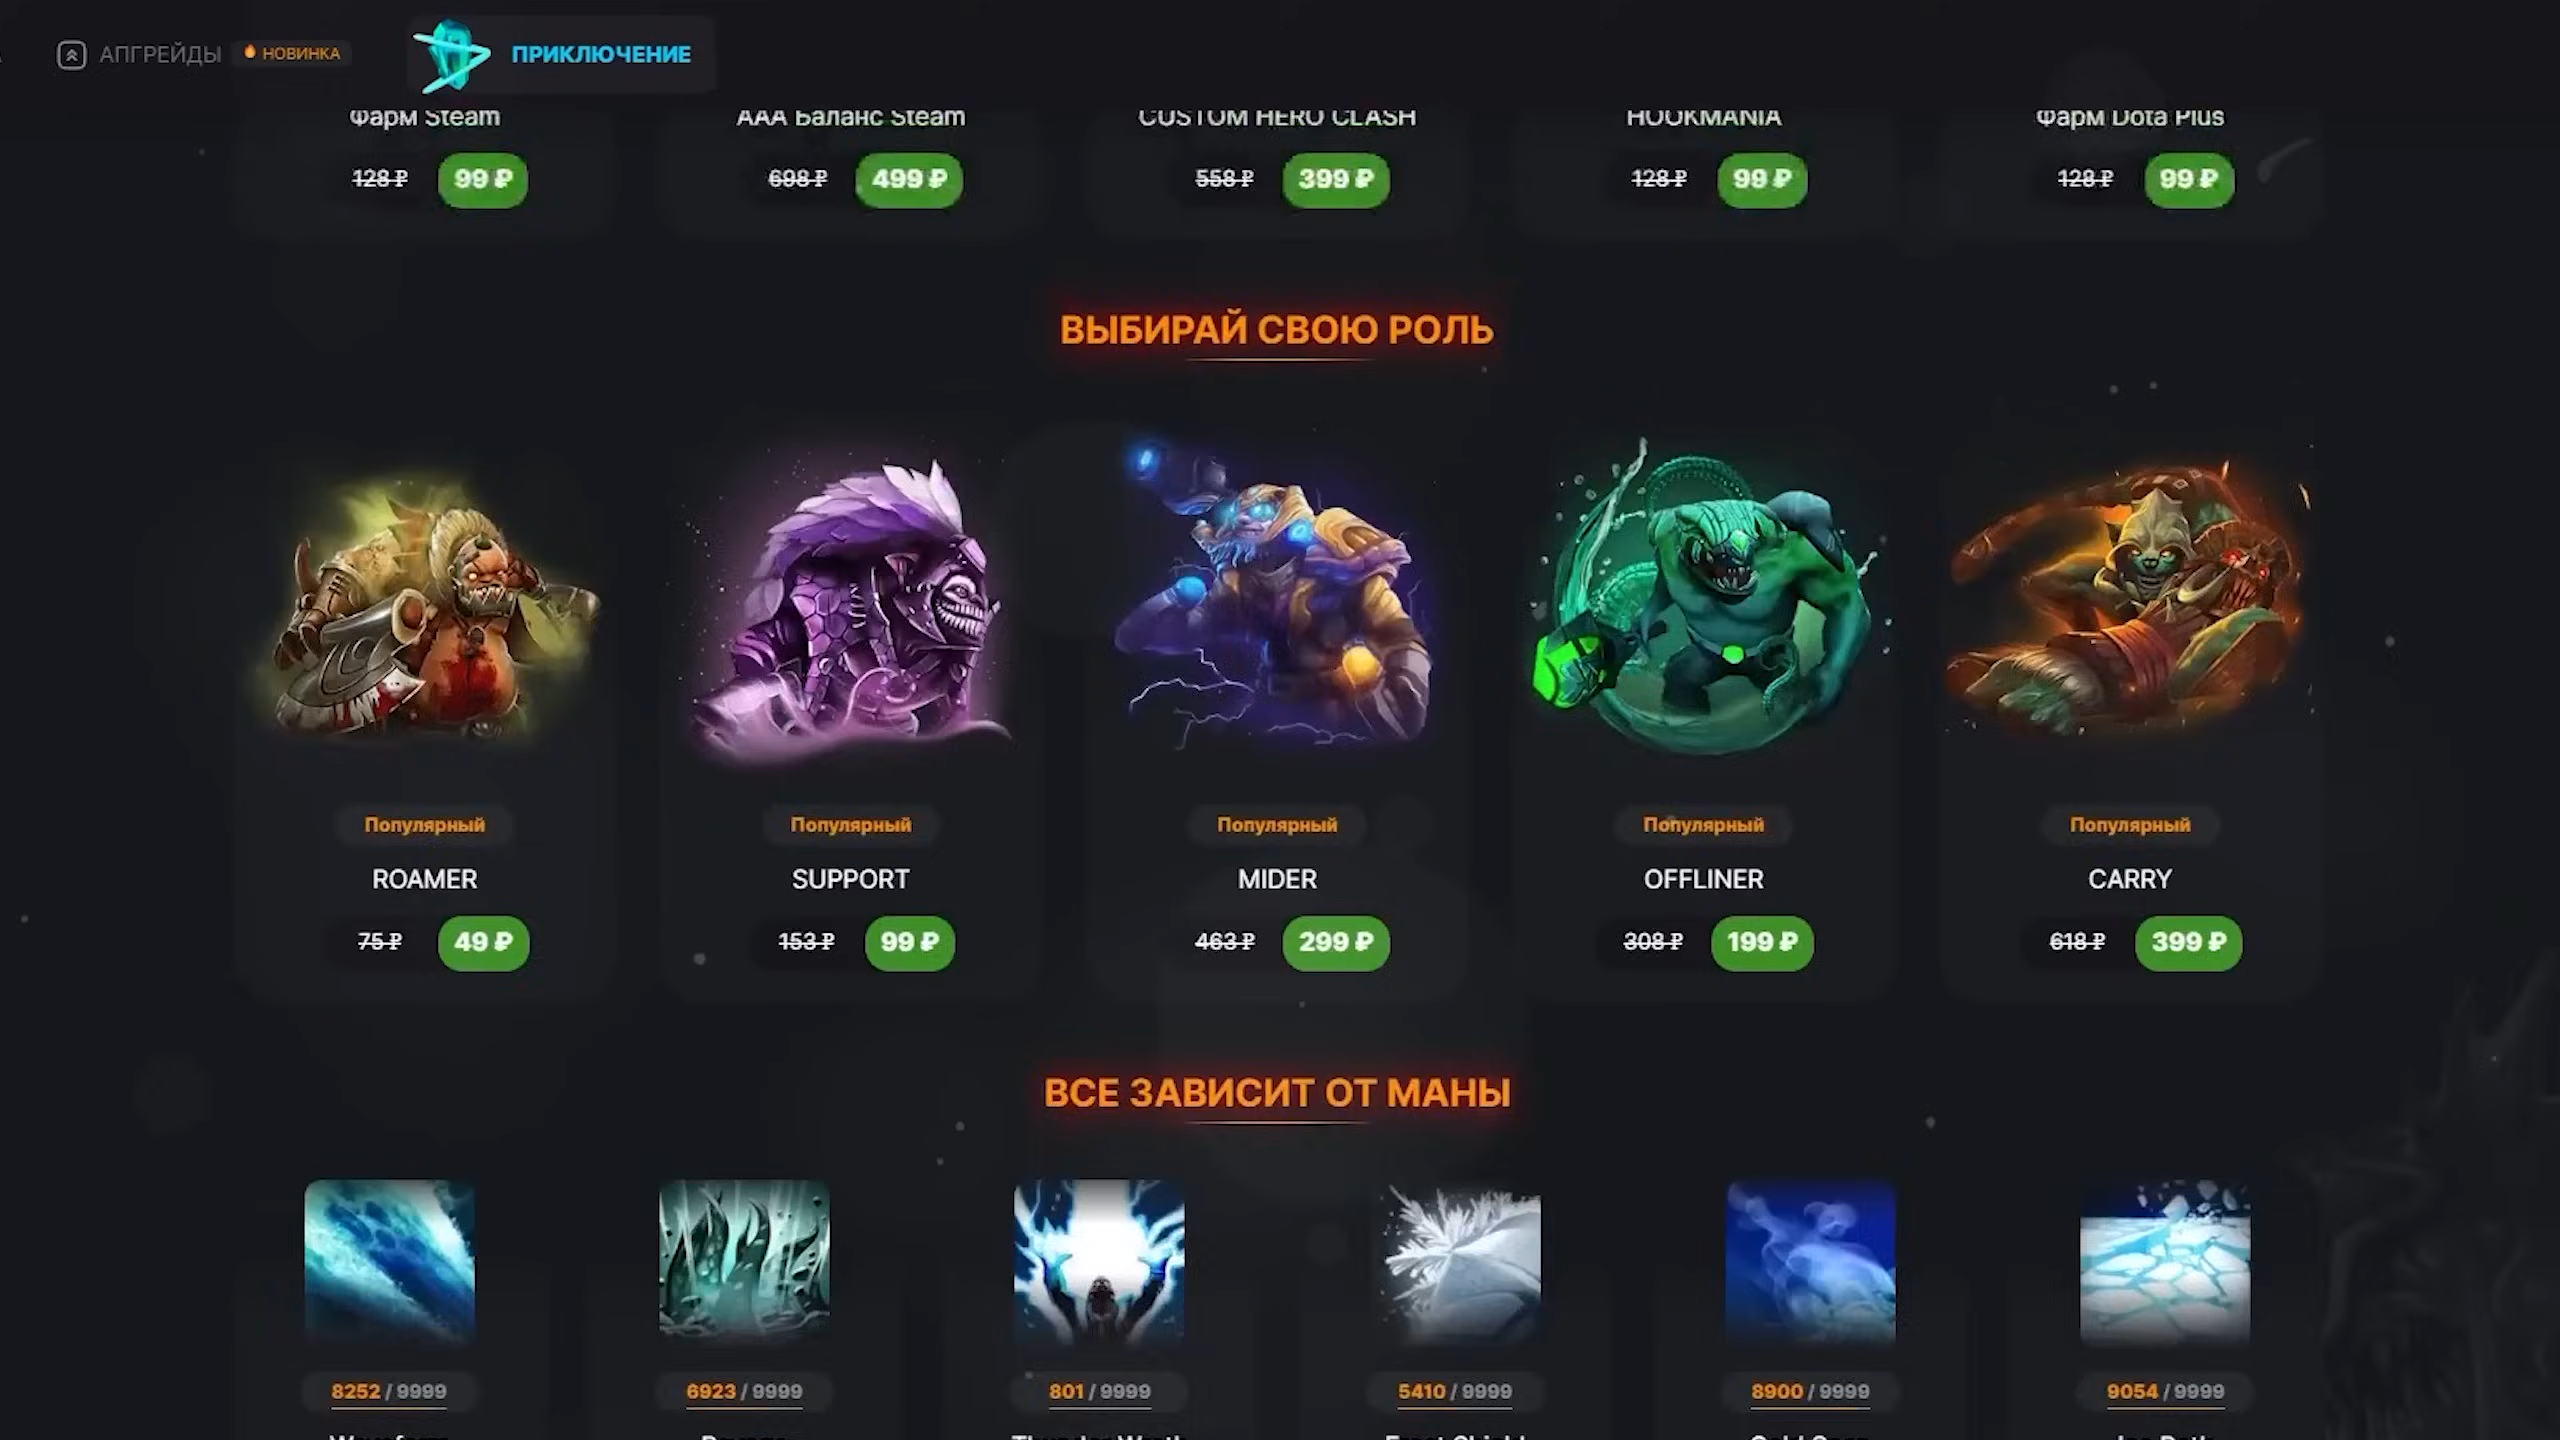 АПГРЕЙДЫ НОВИНКА ПРИКЛЮЧЕНИЕ
Фарм Steam
AAA Баланс Steam
CUSTOM HERO CLASH
HOOKMANIA
Фарм Dota Plus
128 ₽ 99 ₽
698 ₽ 499 ₽
558 ₽ 399 ₽
128 ₽ 99 ₽
128 ₽ 99 ₽
ВЫБИРАЙ СВОЮ РОЛЬ
Популярный
ROAMER
75 ₽ 49 ₽
Популярный
SUPPORT
153 ₽ 99 ₽
Популярный
MIDER
463 ₽ 299 ₽
Популярный
OFFLINER
308 ₽ 199 ₽
Популярный
CARRY
618 ₽ 399 ₽
ВСЕ ЗАВИСИТ ОТ МАНЫ
8252 / 9999
6923 / 9999
801 / 9999
5410 / 9999
8900 / 9999
9054 / 9999